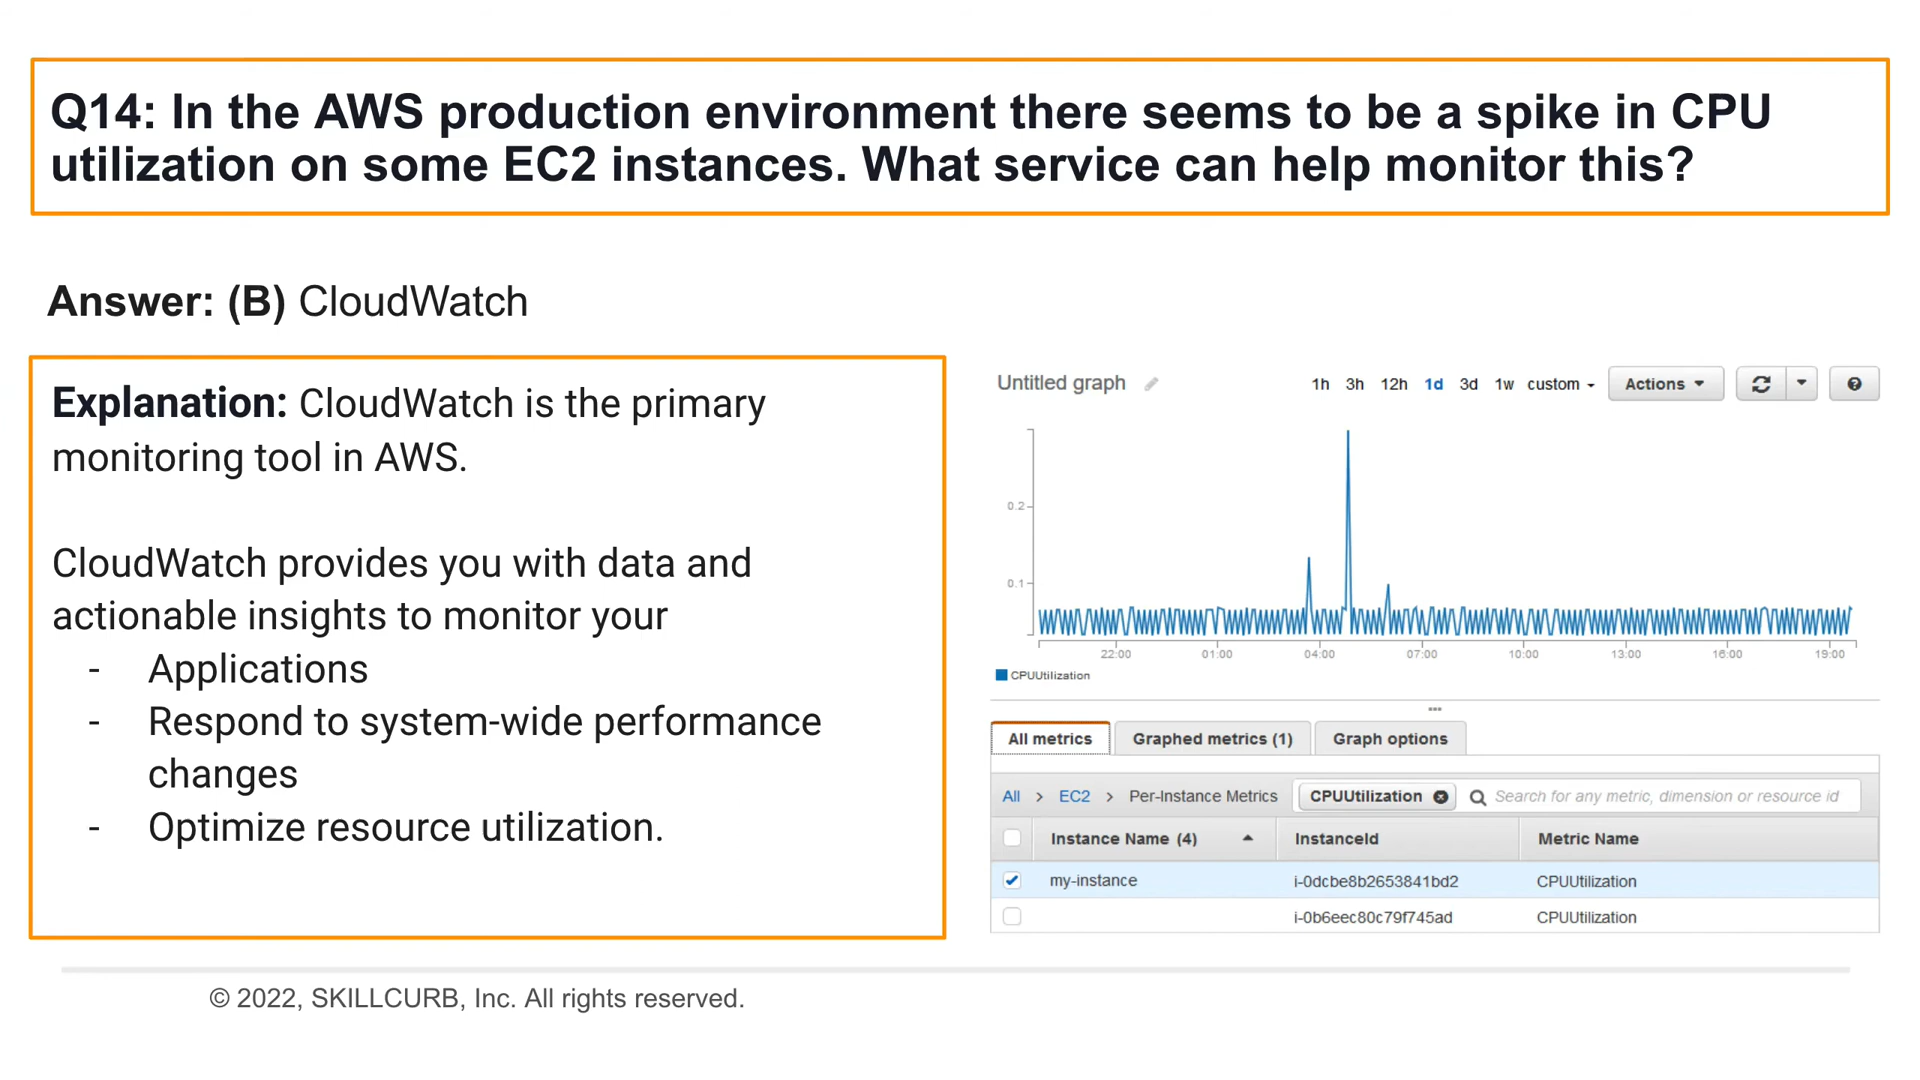 Q14: In the AWS production environment there seems to be a spike in CPU
utilization on some EC2 instances. What service can help monitor this?
Answer: (B) CloudWatch
Explanation: CloudWatch is the primary
monitoring tool in AWS.
CloudWatch provides you with data and
actionable insights to monitor your
- Applications
- Respond to system-wide performance
changes
- Optimize resource utilization.
Untitled graph 1h 3h 12h 1d 3d 1w custom Actions
0.2
0.1
22:00 01:00 04:00 07:00 10:00 13:00 16:00 19:00
CPUUtilization
All metrics Graphed metrics (1) Graph options
All > EC2 > Per-Instance Metrics CPUUtilization Search for any metric, dimension or resource id
Instance Name (4) InstanceId Metric Name
my-instance i-0dcbe8b2653841bd2 CPUUtilization
i-0b6eec80c79f745ad CPUUtilization
© 2022, SKILLCURB, Inc. All rights reserved.